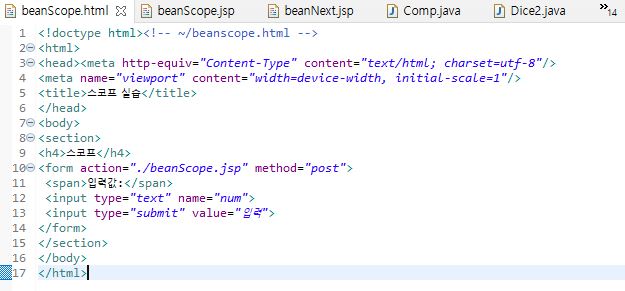 beanScope.html beanScope.jsp beanNext.jsp Comp.java Dice2.java »14
1 <!doctype html><!-- ~/beanscope.html -->
2 <html>
3 <head><meta http-equiv="Content-Type" content="text/html; charset=utf-8"/>
4 <meta name="viewport" content="width=device-width, initial-scale=1"/>
5 <title>스코프 실습</title>
6 </head>
7 <body>
8 <section>
9 <h4>스코프</h4>
10 <form action="./beanScope.jsp" method="post">
11 <span>입력값:</span>
12 <input type="text" name="num">
13 <input type="submit" value="입력">
14 </form>
15 </section>
16 </body>
17 </html>